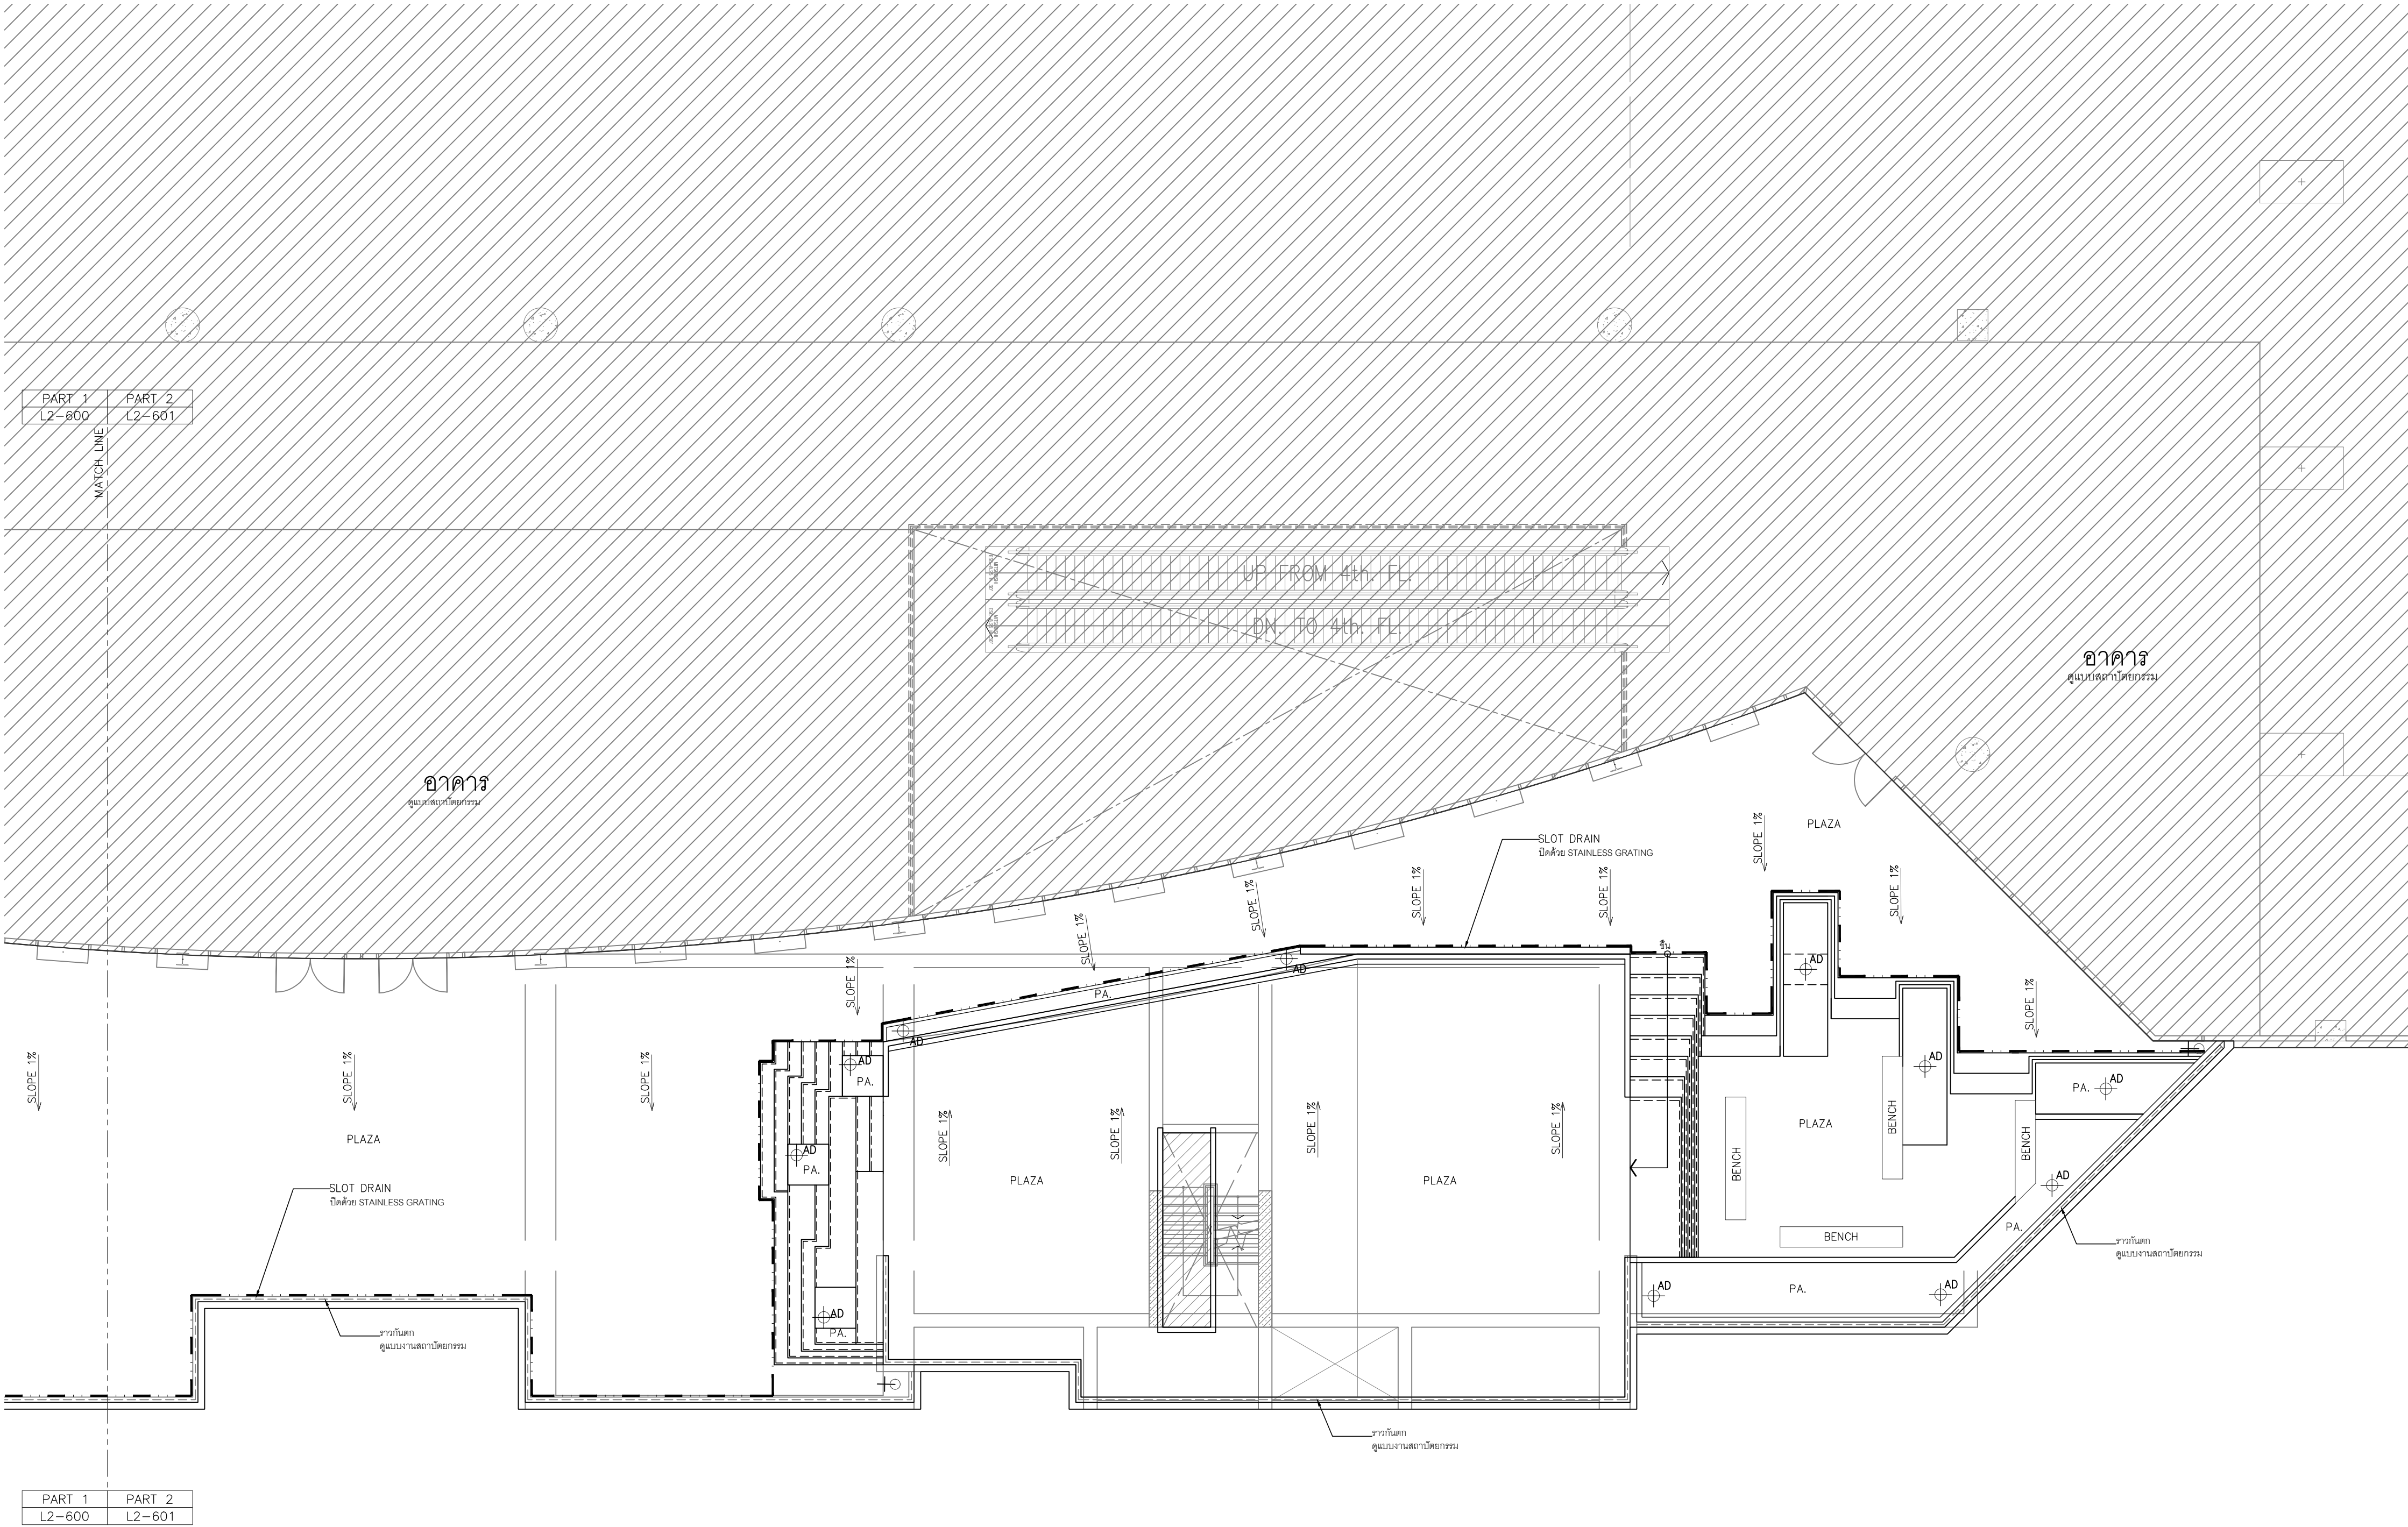 PART 1 PART 2
L2-600 L2-601
MATCH LINE
UP FROM 4th. FL.
DN. TO 4th. FL.
อาคาร
ดูแบบสถาปัตยกรรม
อาคาร
ดูแบบสถาปัตยกรรม
SLOT DRAIN
ปิดด้วย STAINLESS GRATING
PLAZA
SLOPE 1%
SLOPE 1%
SLOPE 1%
SLOPE 1%
SLOPE 1%
SLOPE 1%
SLOPE 1%
SLOPE 1%
ขึ้น
AD
AD
PA.
AD
SLOPE 1%
SLOPE 1%
SLOPE 1%
SLOPE 1%
AD
PA.
AD
PA.
AD
SLOPE 1%
SLOPE 1%
SLOPE 1%
SLOPE 1%
PLAZA
PLAZA
BENCH
BENCH
AD
PA.
PLAZA
PLAZA
BENCH
AD
SLOT DRAIN
ปิดด้วย STAINLESS GRATING
PA.
BENCH
ราวกันตก
ดูแบบงานสถาปัตยกรรม
AD
PA.
AD
PA.
AD
ราวกันตก
ดูแบบงานสถาปัตยกรรม
ราวกันตก
ดูแบบงานสถาปัตยกรรม
PART 1 PART 2
L2-600 L2-601